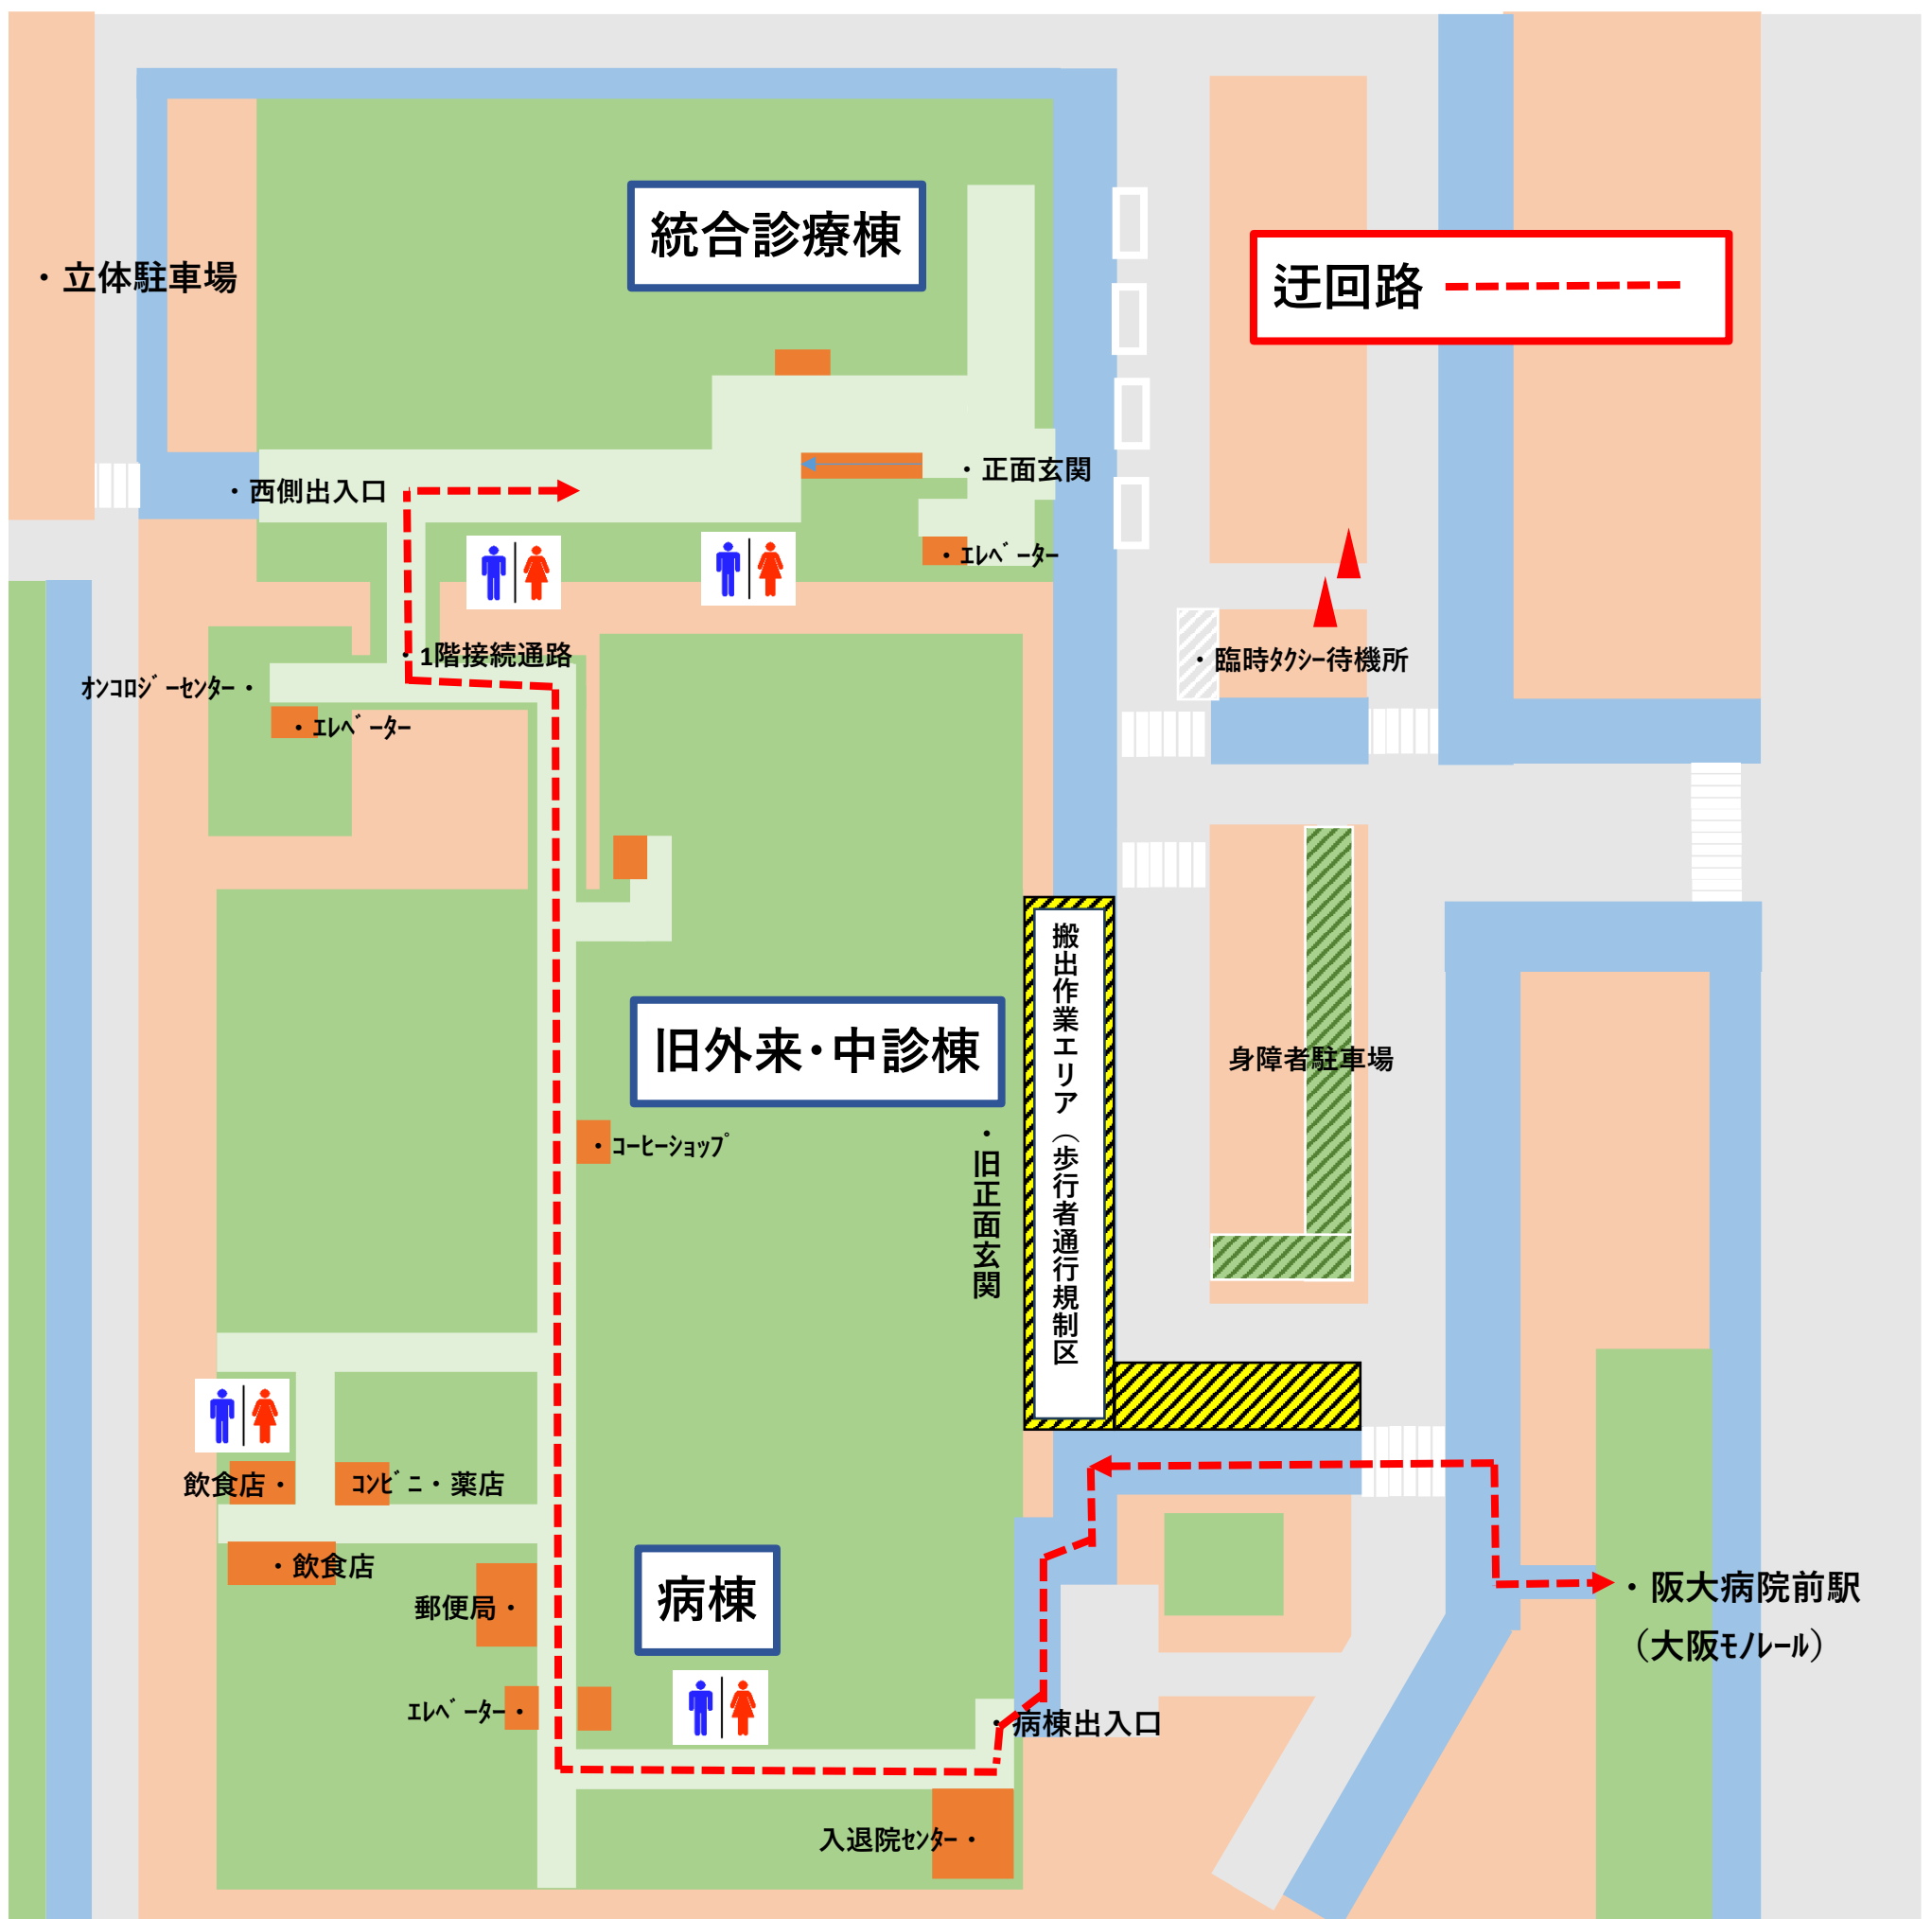 統合診療棟
迂回路
・立体駐車場
・正面玄関
・西側出入口
・ｴﾚﾍﾞｰﾀｰ
・1階接続通路
・臨時ﾀｸｼｰ待機所
ｵﾝｺﾛｼﾞｰｾﾝﾀｰ・
・ｴﾚﾍﾞｰﾀｰ
搬出作業エリア（歩行者通行規制区
旧外来・中診棟
身障者駐車場
・ｺｰﾋｰｼｮｯﾌﾟ
・旧正面玄関
飲食店・
ｺﾝﾋﾞﾆ・薬店
・飲食店
病棟
郵便局・
・阪大病院前駅
（大阪ﾓﾉﾚｰﾙ）
ｴﾚﾍﾞｰﾀｰ・
・病棟出入口
入退院ｾﾝﾀｰ・